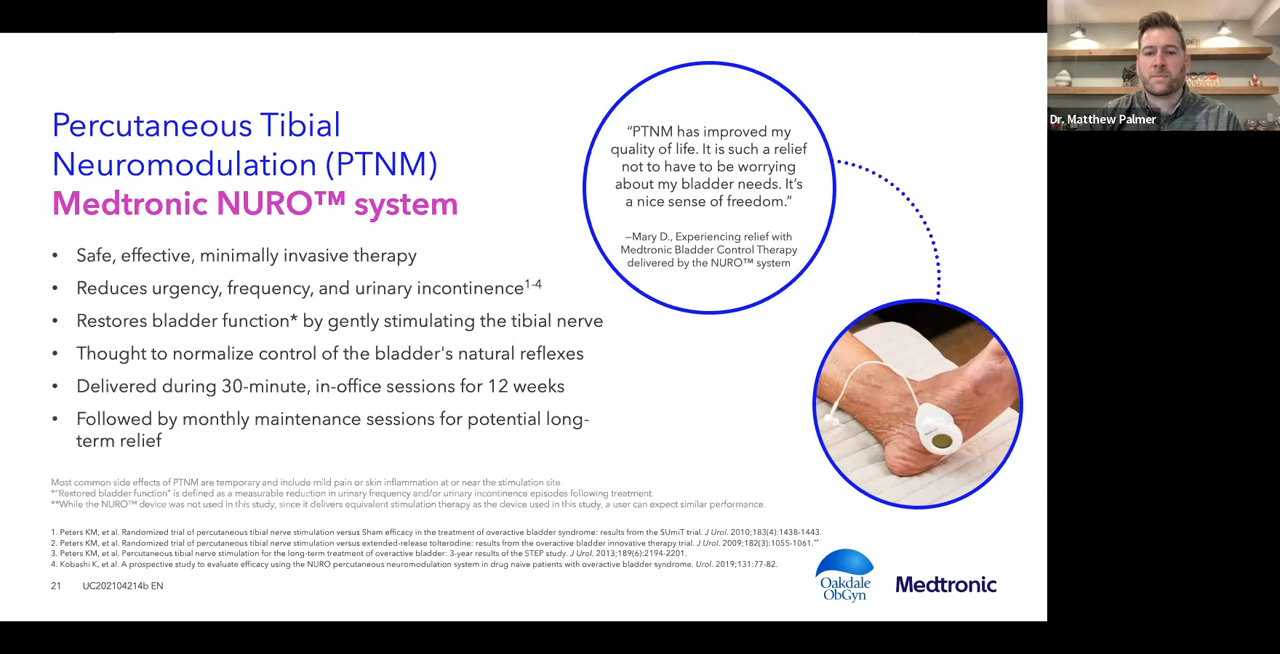 Percutaneous Tibial
Neuromodulation (PTNM)
Medtronic NURO™ system
• Safe, effective, minimally invasive therapy
• Reduces urgency, frequency, and urinary incontinence1-4
• Restores bladder function* by gently stimulating the tibial nerve
• Thought to normalize control of the bladder's natural reflexes
• Delivered during 30-minute, in-office sessions for 12 weeks
• Followed by monthly maintenance sessions for potential long-
term relief
“PTNM has improved my
quality of life. It is such a relief
not to have to be worrying
about my bladder needs. It’s
a nice sense of freedom.”
—Mary D., Experiencing relief with
Medtronic Bladder Control Therapy
delivered by the NURO™ system
Most common side effects of PTNM are temporary and include mild pain or skin inflammation at or near the stimulation site.
*“Restored bladder function” is defined as a measurable reduction in urinary frequency and/or urinary incontinence episodes following treatment.
**While the NURO™ device was not used in this study, since it delivers equivalent stimulation therapy as the device used in this study, a user can expect similar performance.
1. Peters KM, et al. Randomized trial of percutaneous tibial nerve stimulation versus Sham efficacy in the treatment of overactive bladder syndrome: results from the SUmiT trial. J Urol. 2010;183(4):1438-1443.
2. Peters KM, et al. Randomized trial of percutaneous tibial nerve stimulation versus extended-release tolterodine: results from the overactive bladder innovative therapy trial. J Urol. 2009;182(3):1055-1061.**
3. Peters KM, et al. Percutaneous tibial nerve stimulation for the long-term treatment of overactive bladder: 3-year results of the STEP study. J Urol. 2013;189(6):2194-2201.
4. Kobashi K, et al. A prospective study to evaluate efficacy using the NURO percutaneous neuromodulation system in drug naive patients with overactive bladder syndrome. Urol. 2019;131:77-82.
21 UC202104214b EN
Oakdale
ObGyn
Medtronic
Dr. Matthew Palmer